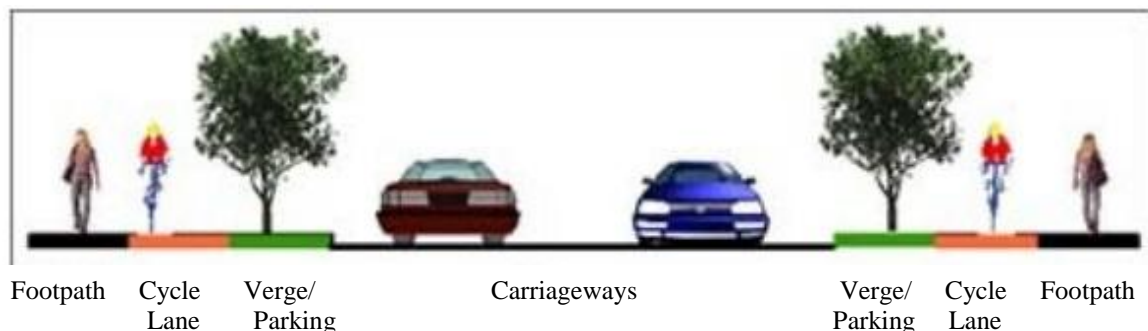 Footpath Cycle Verge/ Carriageways Verge/ Cycle Footpath
Lane Parking Parking Lane